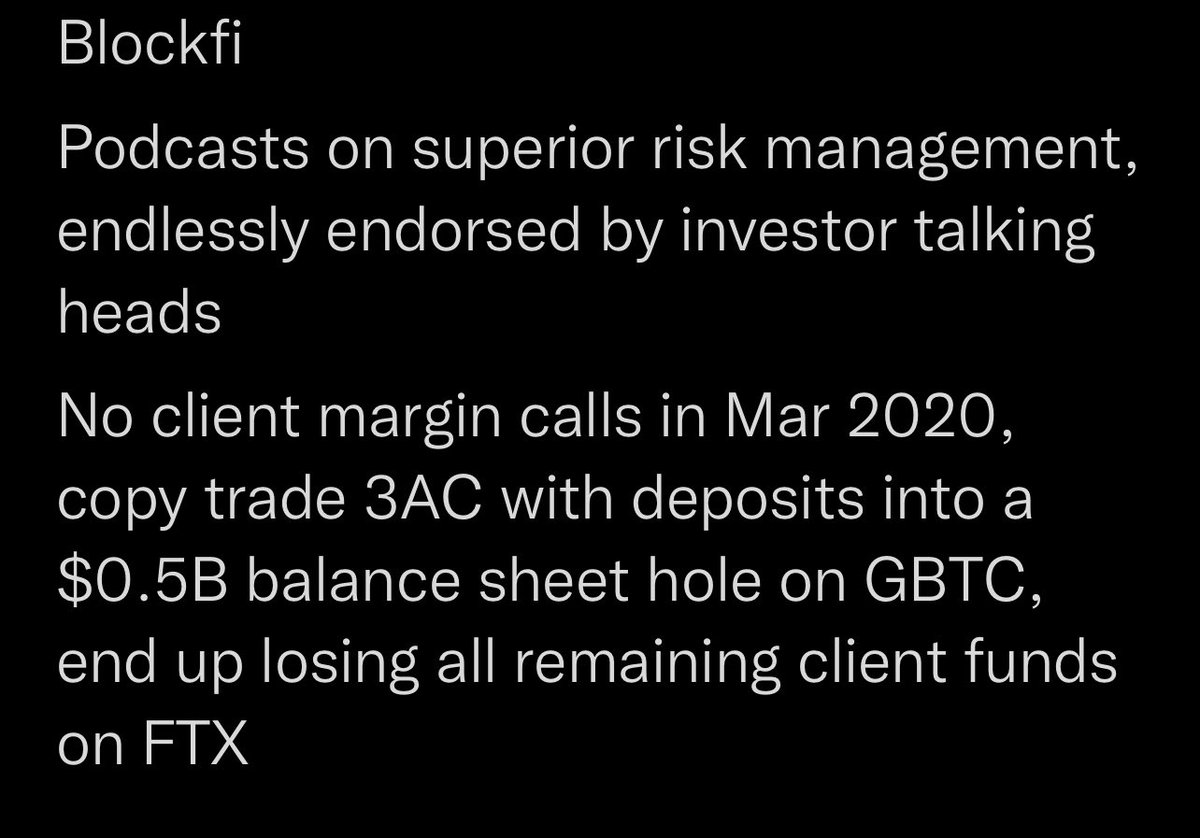 Blockfi
Podcasts on superior risk management,
endlessly endorsed by investor talking
heads
No client margin calls in Mar 2020,
copy trade 3AC with deposits into a
$0.5B balance sheet hole on GBTC,
end up losing all remaining client funds
on FTX